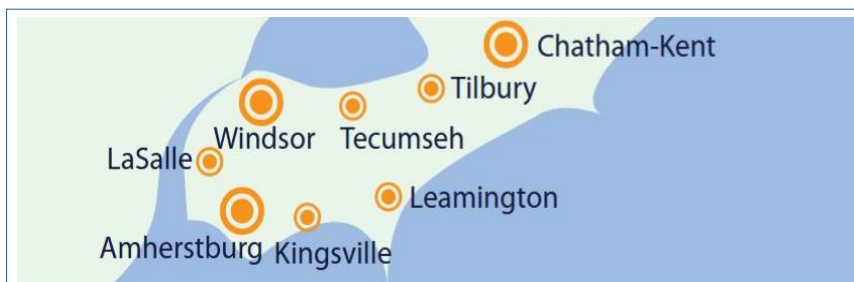 Chatham-Kent
Tilbury
Windsor
Tecumseh
LaSalle
Leamington
Amherstburg
Kingsville